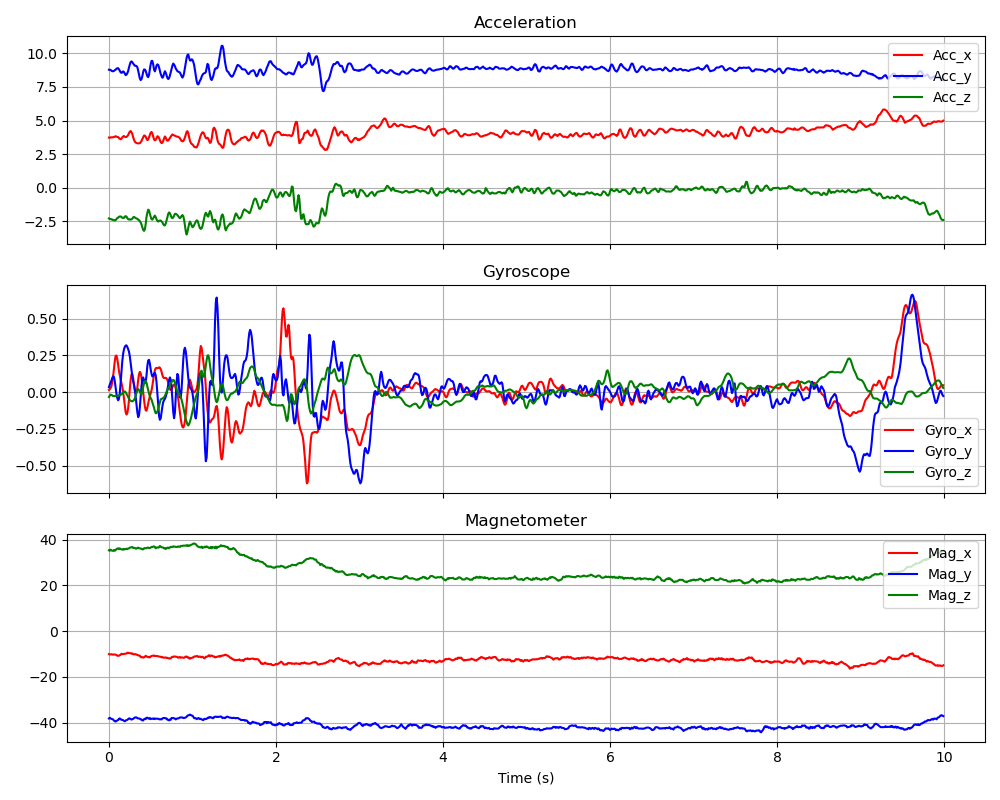 Acceleration
10.0
7.5
5.0
2.5
0.0
−2.5
Acc_x
Acc_y
Acc_z
Gyroscope
0.50
0.25
0.00
−0.25
−0.50
Gyro_x
Gyro_y
Gyro_z
Magnetometer
40
20
0
−20
−40
Mag_x
Mag_y
Mag_z
0 2 4 6 8 10
Time (s)